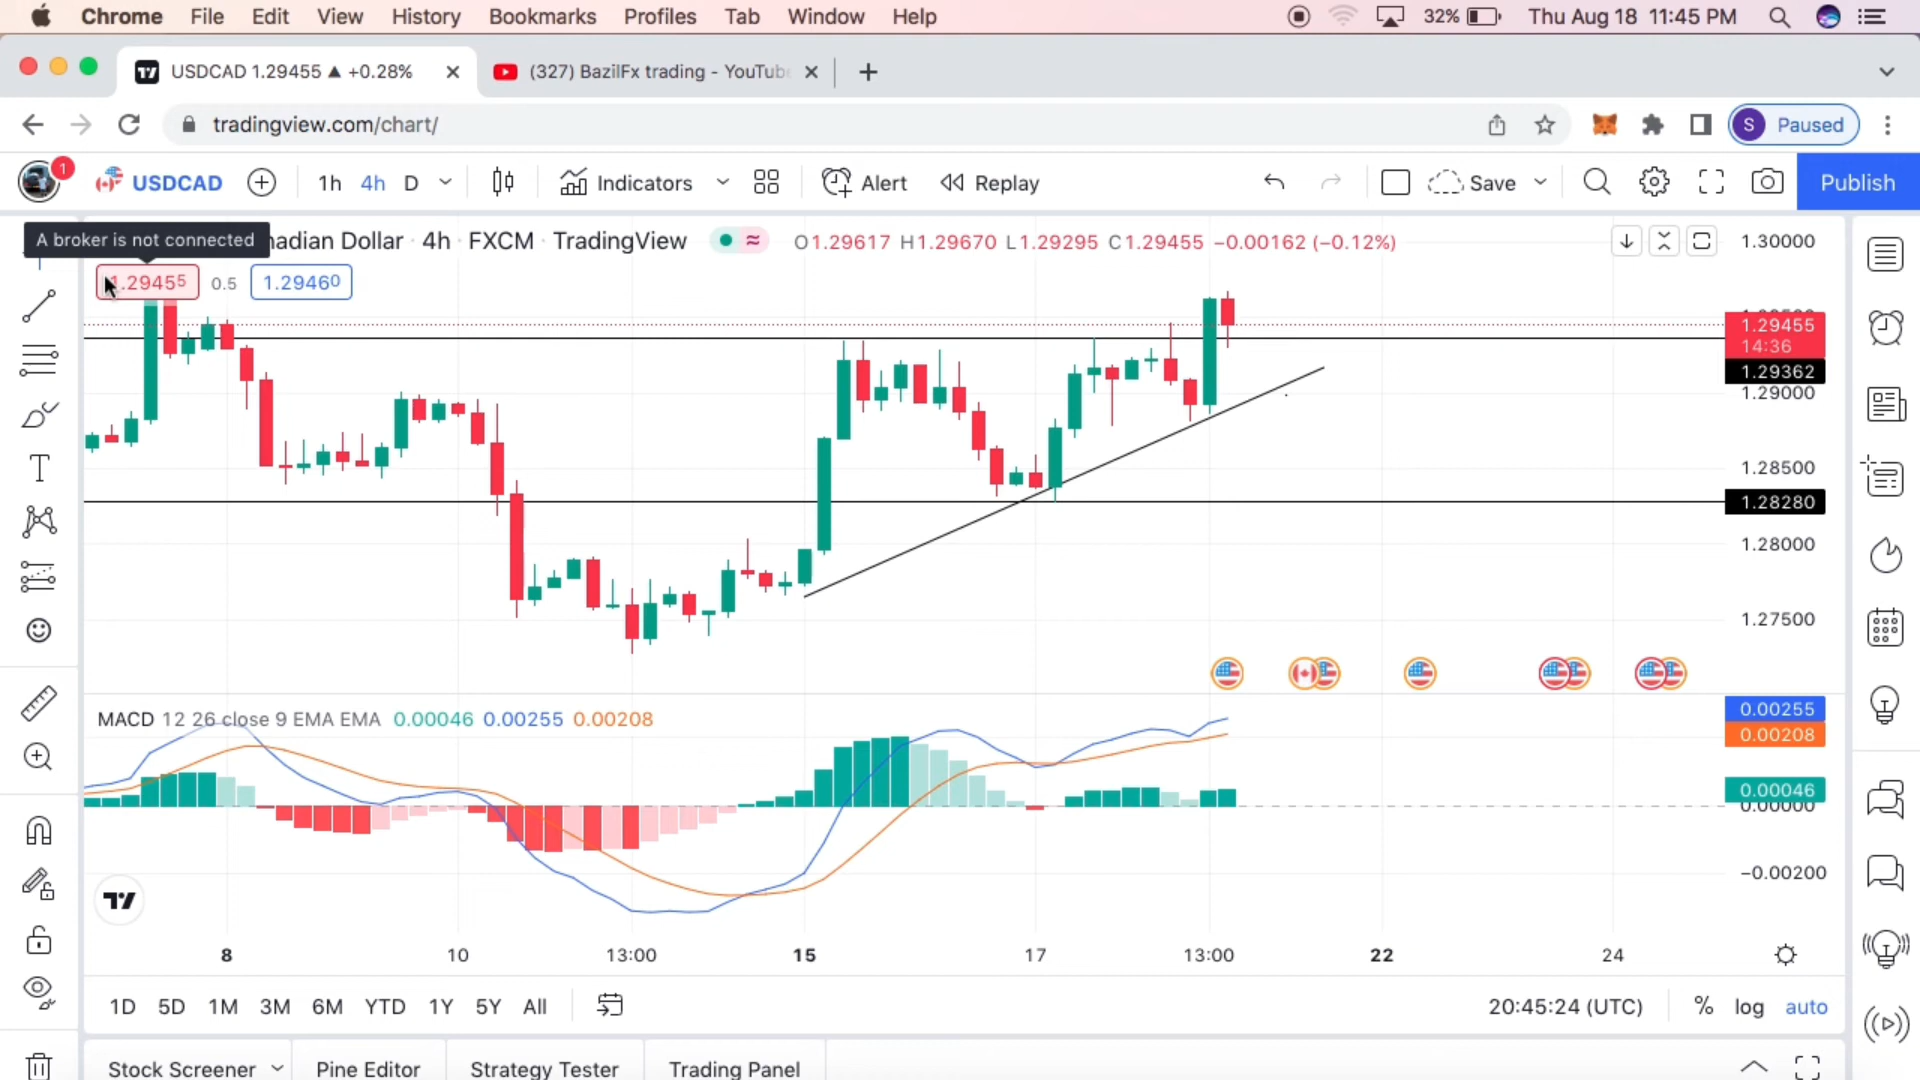 Chrome File Edit View History Bookmarks Profiles Tab Window Help 32% Thu Aug 18 11:45 PM
USDCAD 1.29455 ▲ +0.28% (327) BazilFx trading - YouTube
tradingview.com/chart/ S Paused
1 USDCAD 1h 4h D Indicators Alert Replay Save Publish
A broker is not connected nadian Dollar · 4h · FXCM · TradingView O1.29617 H1.29670 L1.29295 C1.29455 −0.00162 (−0.12%) 1.30000
1.29455 0.5 1.29460
1.29455
14:36
1.29362
1.29000
1.28500
1.28280
1.28000
1.27500
MACD 12 26 close 9 EMA EMA 0.00046 0.00255 0.00208
0.00255
0.00208
0.00046
0.00000
−0.00200
8 10 13:00 15 17 13:00 22 24
1D 5D 1M 3M 6M YTD 1Y 5Y All 20:45:24 (UTC) % log auto
Stock Screener Pine Editor Strategy Tester Trading Panel